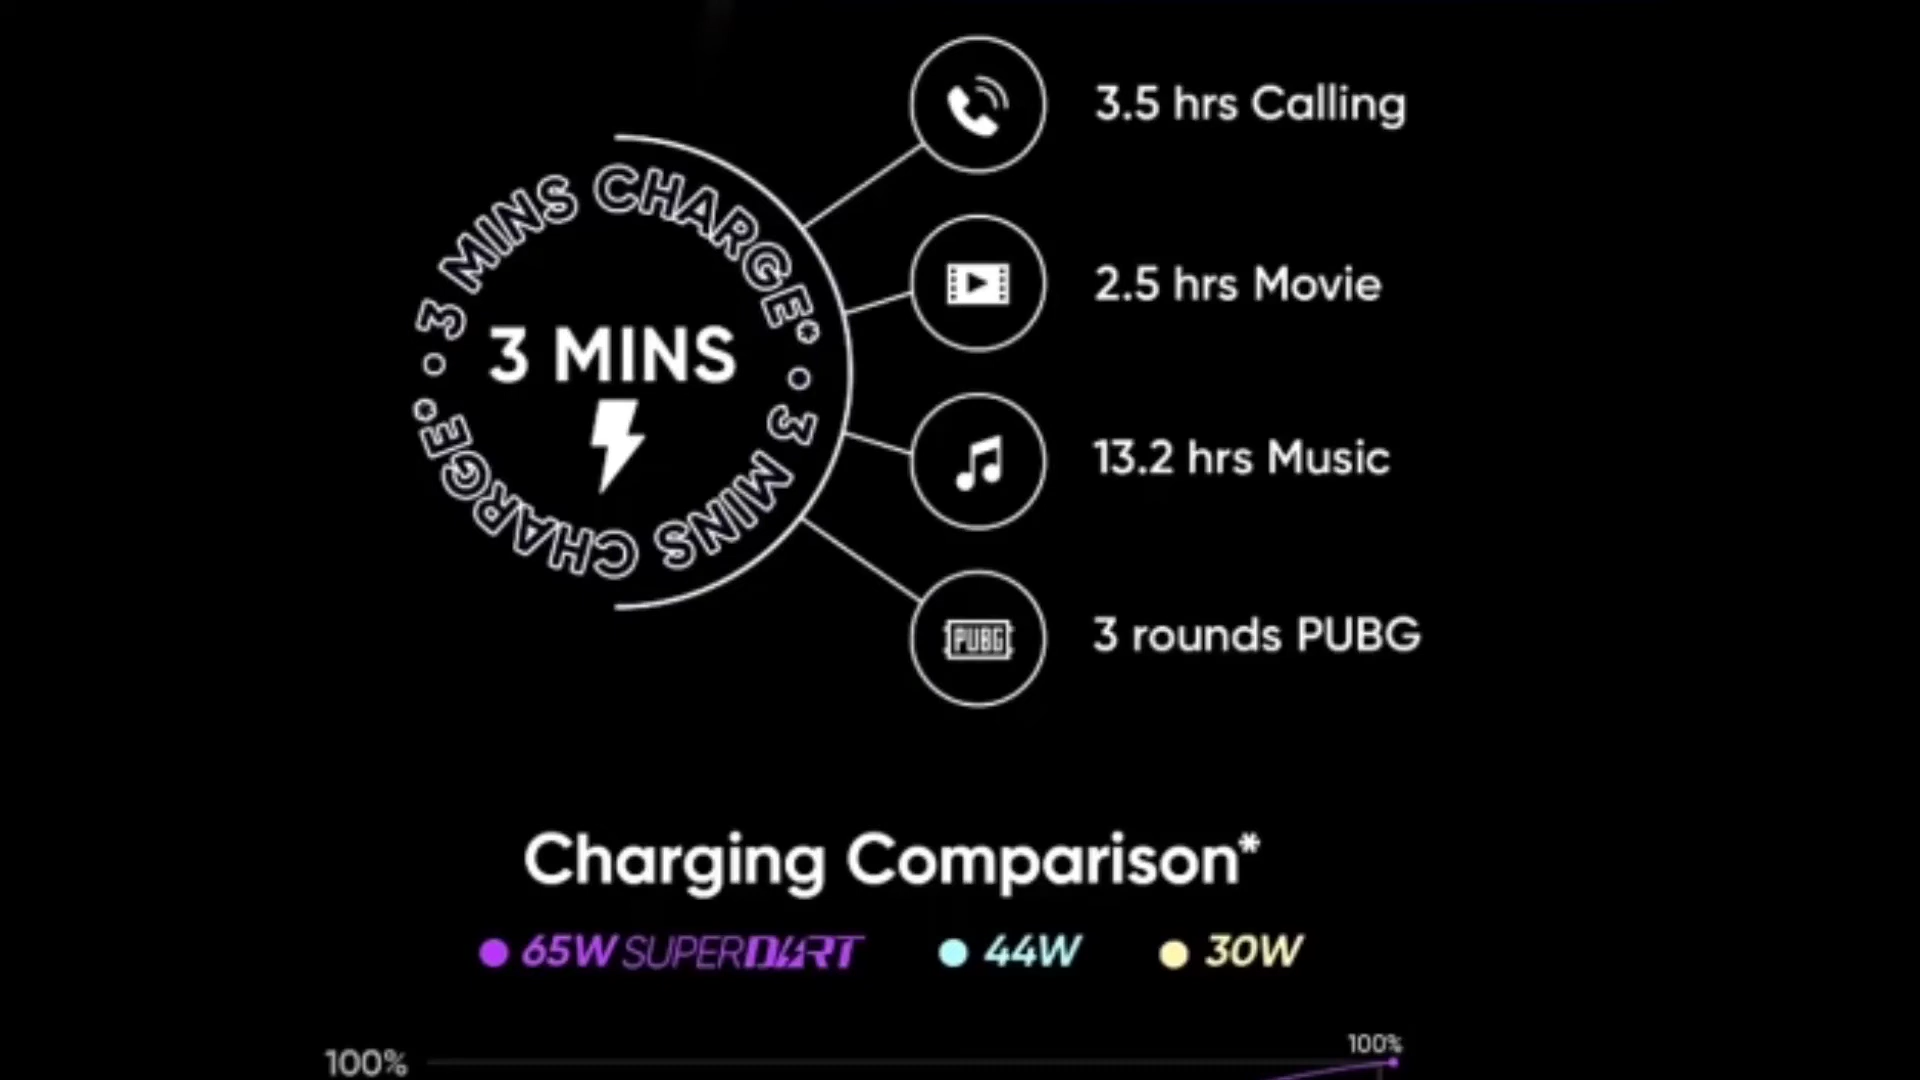 3 MINS CHARGE* • 3 MINS CHARGE* •
3 MINS
3.5 hrs Calling
2.5 hrs Movie
13.2 hrs Music
PUBG
3 rounds PUBG
Charging Comparison*
65W SUPERDART
44W
30W
100%
100%